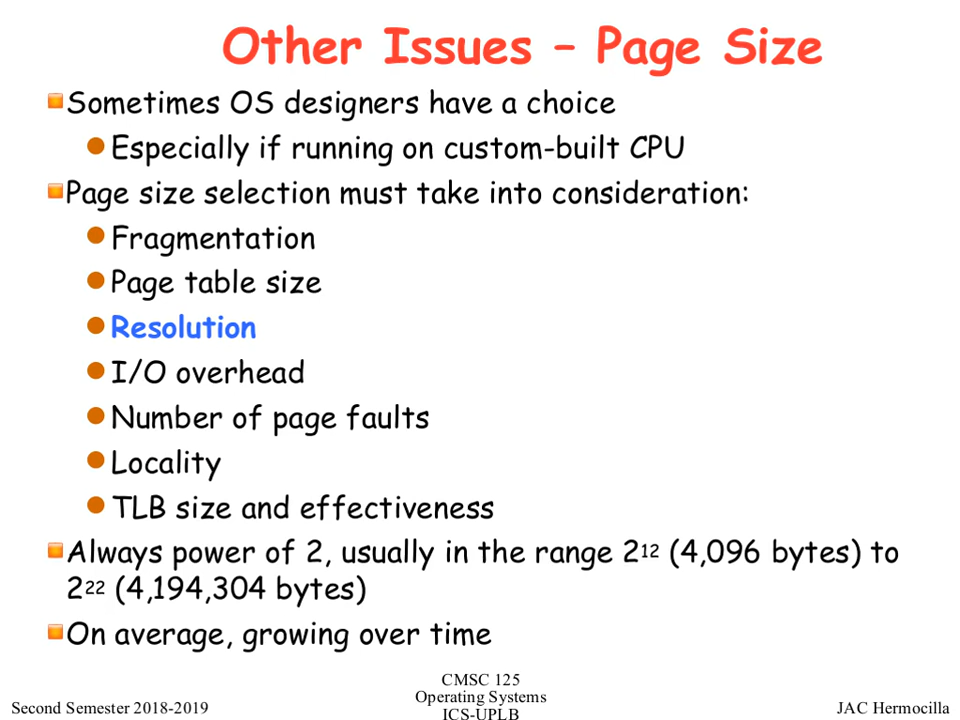 Other Issues – Page Size
Sometimes OS designers have a choice
Especially if running on custom-built CPU
Page size selection must take into consideration:
Fragmentation
Page table size
Resolution
I/O overhead
Number of page faults
Locality
TLB size and effectiveness
Always power of 2, usually in the range 2¹² (4,096 bytes) to
2²² (4,194,304 bytes)
On average, growing over time
CMSC 125
Operating Systems
ICS-UPLB
Second Semester 2018-2019
JAC Hermocilla